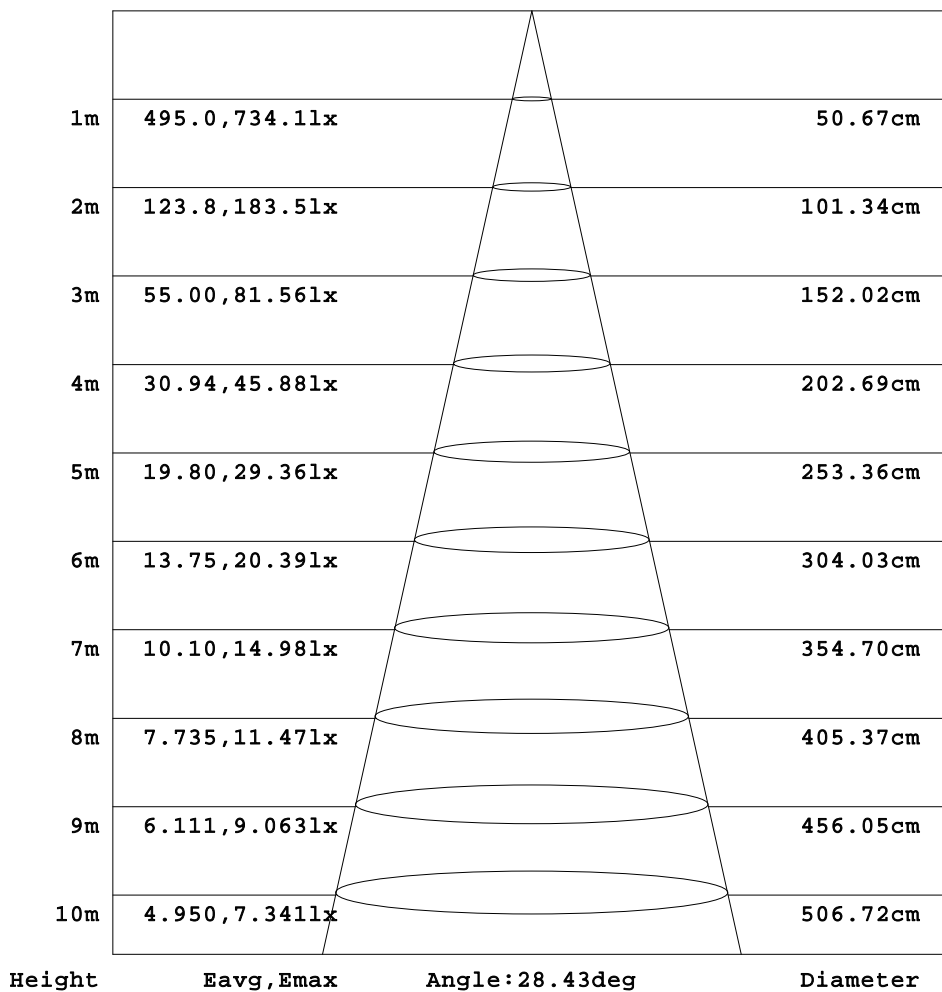 1m 495.0,734.1lx 50.67cm
2m 123.8,183.5lx 101.34cm
3m 55.00,81.56lx 152.02cm
4m 30.94,45.88lx 202.69cm
5m 19.80,29.36lx 253.36cm
6m 13.75,20.39lx 304.03cm
7m 10.10,14.98lx 354.70cm
8m 7.735,11.47lx 405.37cm
9m 6.111,9.063lx 456.05cm
10m 4.950,7.341lx 506.72cm
Height Eavg,Emax Angle:28.43deg Diameter